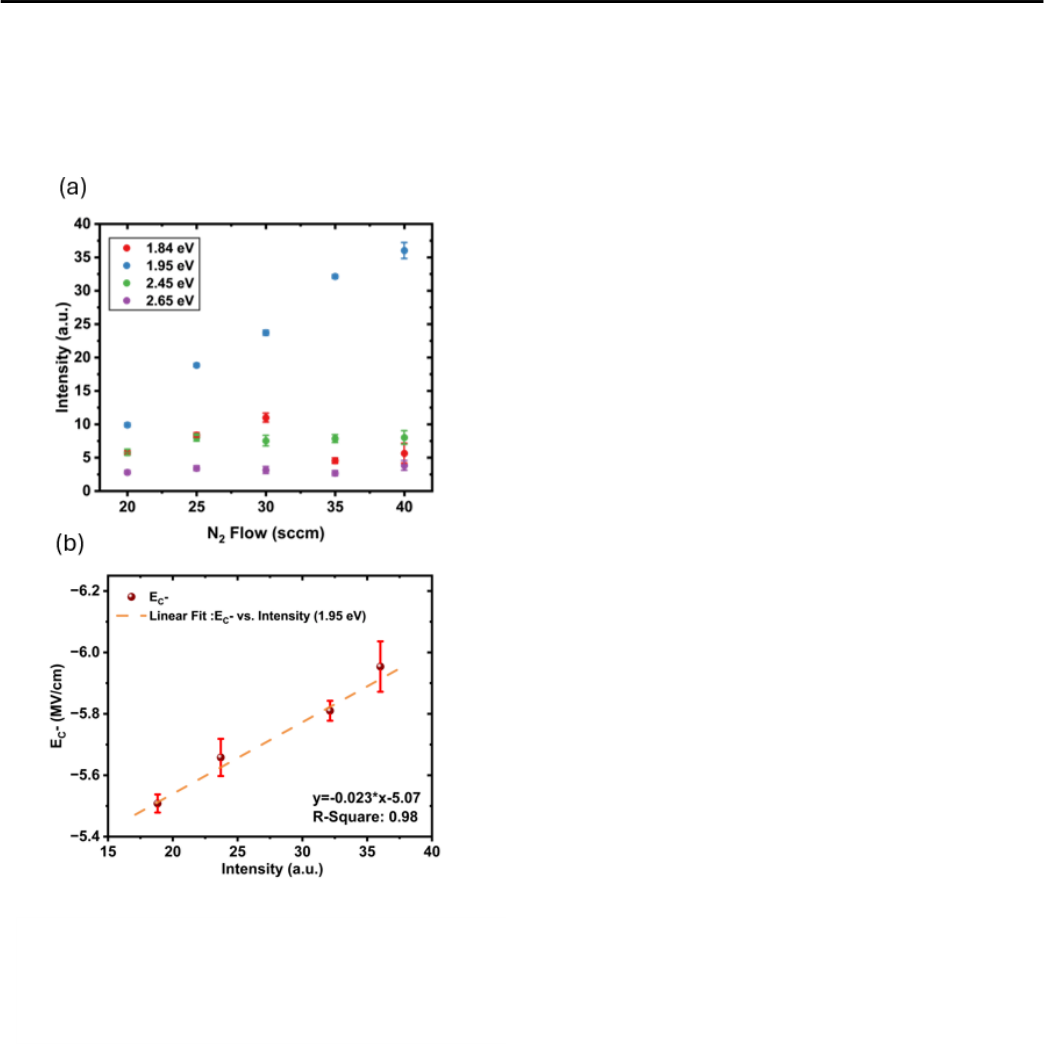 (a)
40
35
30
25
20
15
10
5
0
Intensity (a.u.)
1.84 eV
1.95 eV
2.45 eV
2.65 eV
20 25 30 35 40
N2 Flow (sccm)
(b)
−6.2
−6.0
−5.8
−5.6
−5.4
EC- (MV/cm)
EC-
Linear Fit :EC- vs. Intensity (1.95 eV)
y=-0.023*x-5.07
R-Square: 0.98
15 20 25 30 35 40
Intensity (a.u.)